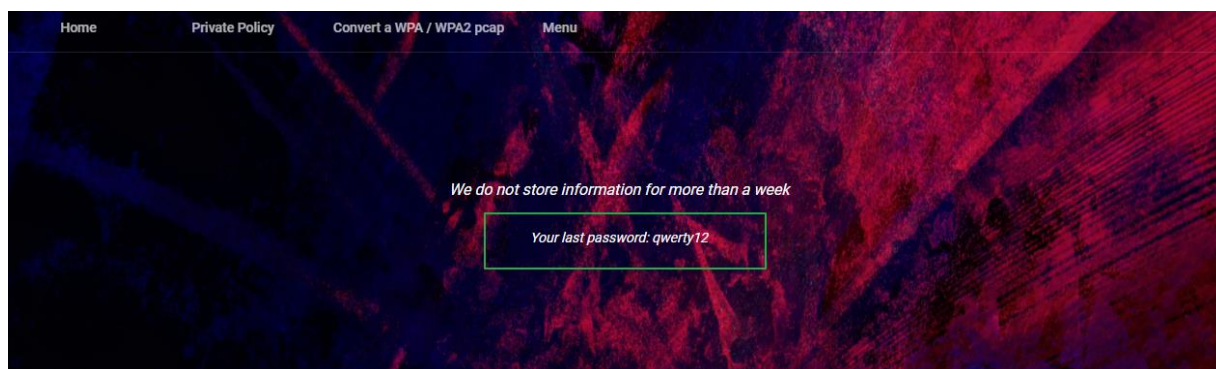 Home Private Policy Convert a WPA / WPA2 pcap Menu
We do not store information for more than a week
Your last password: qwerty12